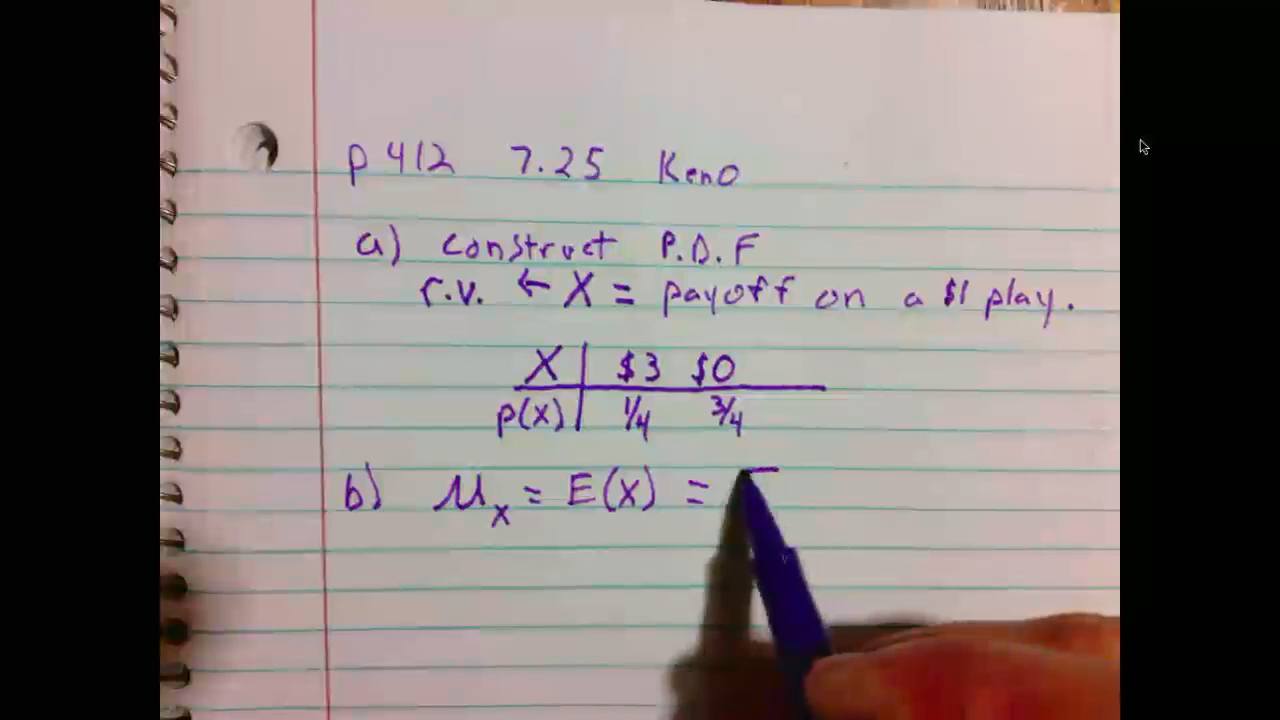 p 412 7.25 Keno
a) construct P.D.F
r.v. ← X = payoff on a $1 play.
X | $3 $0
p(x) | 1/4 3/4
b) μx = E(x) =